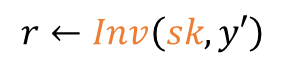 r ← Inv(sk, y′)